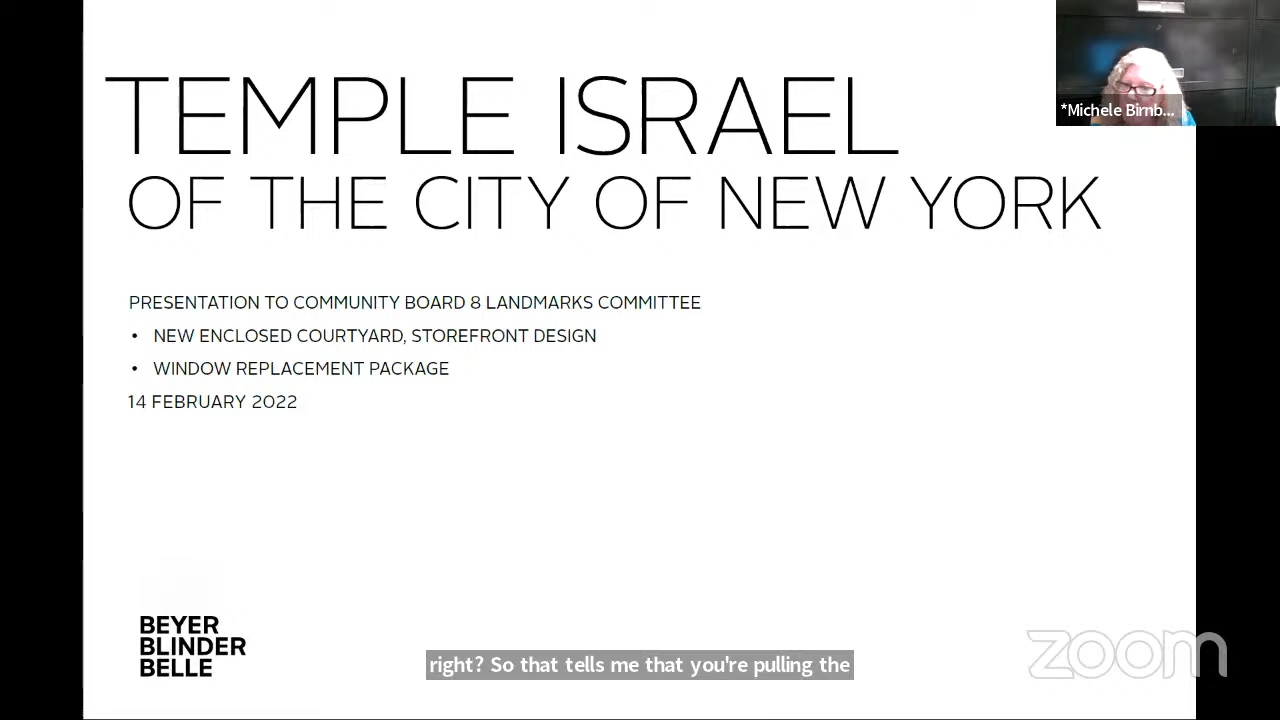 TEMPLE ISRAEL
OF THE CITY OF NEW YORK
*Michele Birnb...
PRESENTATION TO COMMUNITY BOARD 8 LANDMARKS COMMITTEE
• NEW ENCLOSED COURTYARD, STOREFRONT DESIGN
• WINDOW REPLACEMENT PACKAGE
14 FEBRUARY 2022
BEYER
BLINDER
BELLE
right? So that tells me that you're pulling the
zoom